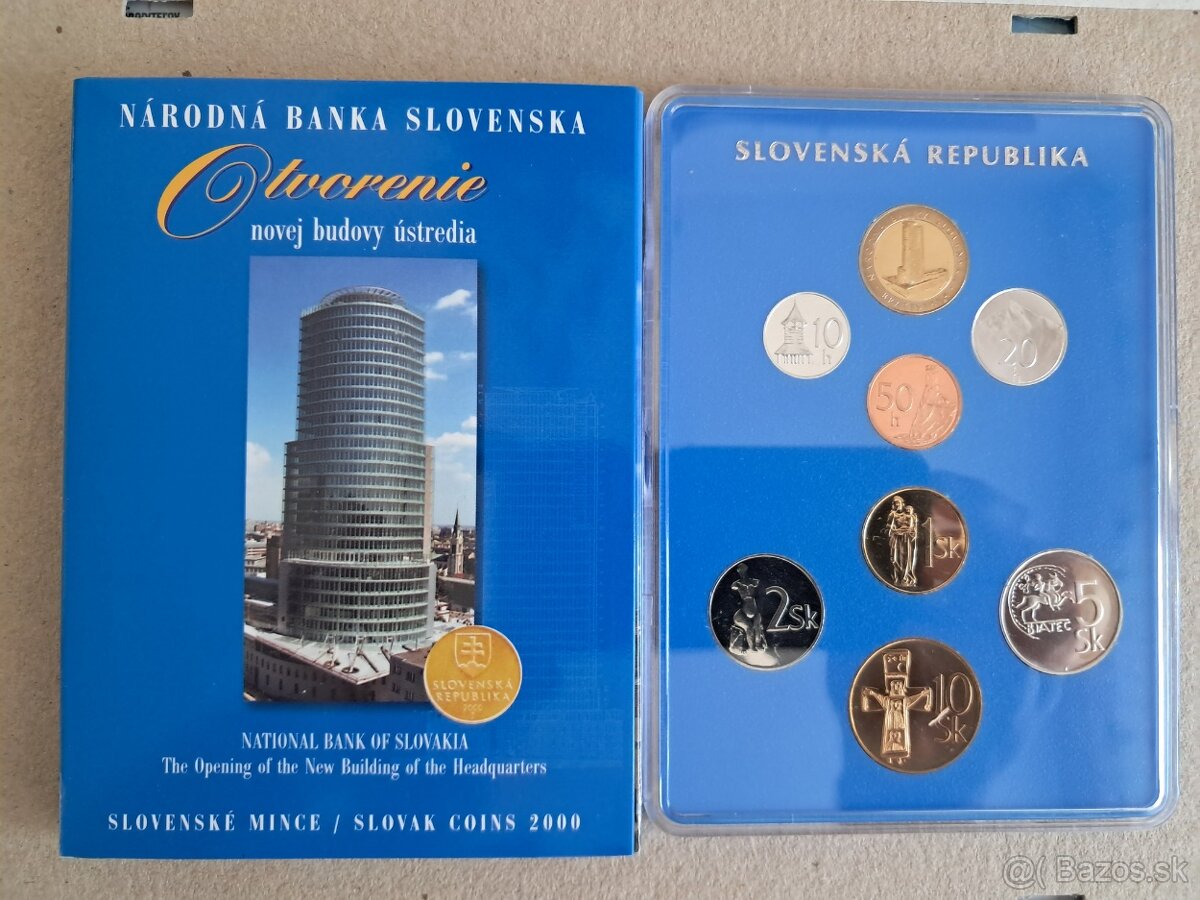 NÁRODNÁ BANKA SLOVENSKA
Otvorenie
novej budovy ústredia
SLOVENSKÁ
REPUBLIKA
2000
NATIONAL BANK OF SLOVAKIA
The Opening of the New Building of the Headquarters
SLOVENSKÉ MINCE / SLOVAK COINS 2000
SLOVENSKÁ REPUBLIKA
10
h
20
50
h
1Sk
2Sk
5
Sk
BIATEC
10
Sk
@( Bazos.sk